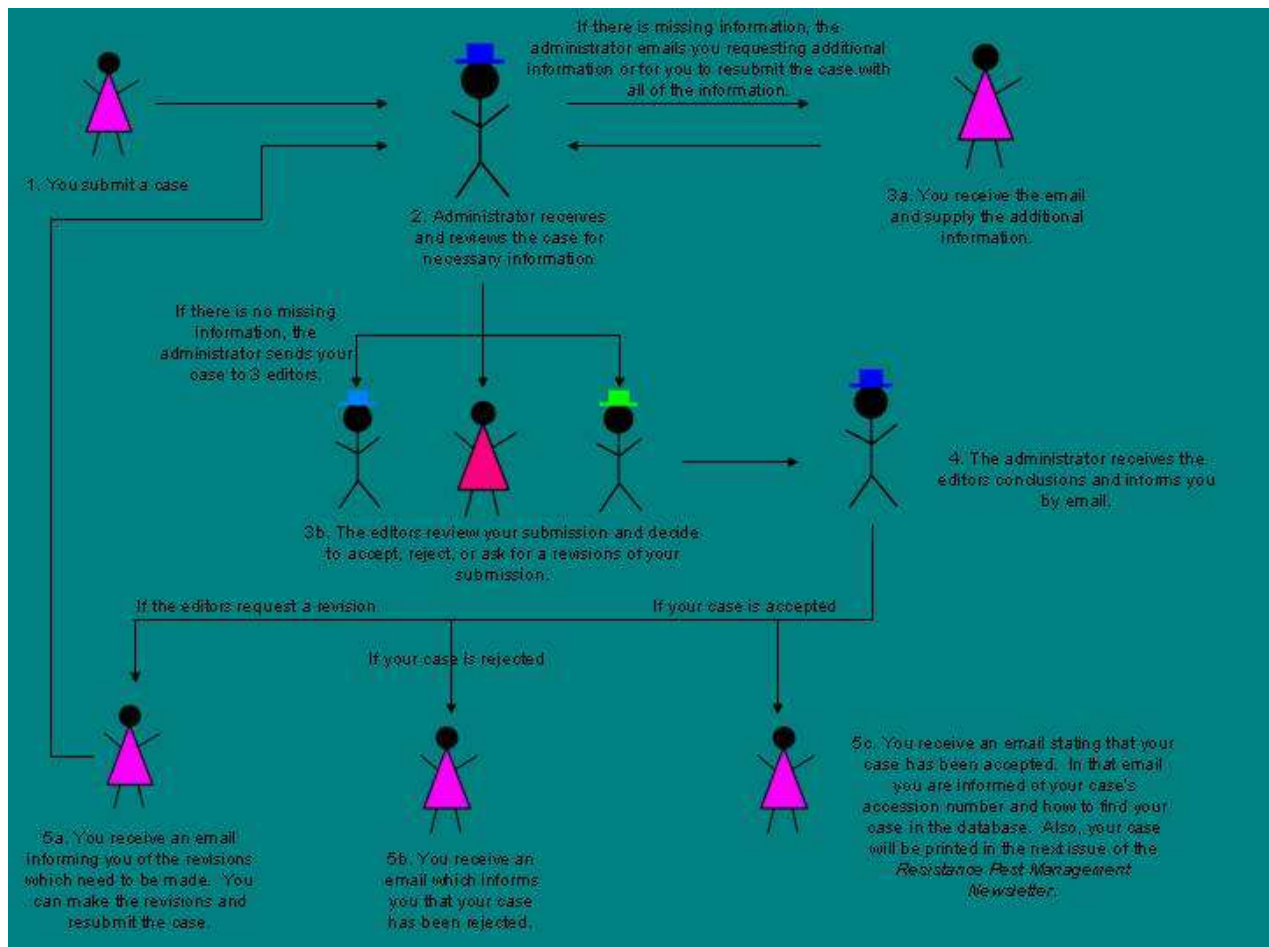 If there is missing information, the
administrator emails you requesting additional
information or for you to resubmit the case with
all of the information.
1. You submit a case
2. Administrator receives
and reviews the case for
necessary information
3a. You receive the email
and supply the additional
information.
If there is no missing
information, the
administrator sends your
case to 3 editors.
3b. The editors review your submission and decide
to accept, reject, or ask for a revisions of your
submission.
4. The administrator receives the
editors conclusions and informs you
by email.
If the editors request a revision
If your case is accepted
If your case is rejected
5a. You receive an email
informing you of the revisions
which need to be made. You
can make the revisions and
resubmit the case.
5b. You receive an
email which informs
you that your case
has been rejected.
5c. You receive an email stating that your
case has been accepted. In that email
you are informed of your case's
accession number and how to find your
case in the database. Also, your case
will be printed in the next issue of the
Resistance Pest Management
Newsletter.